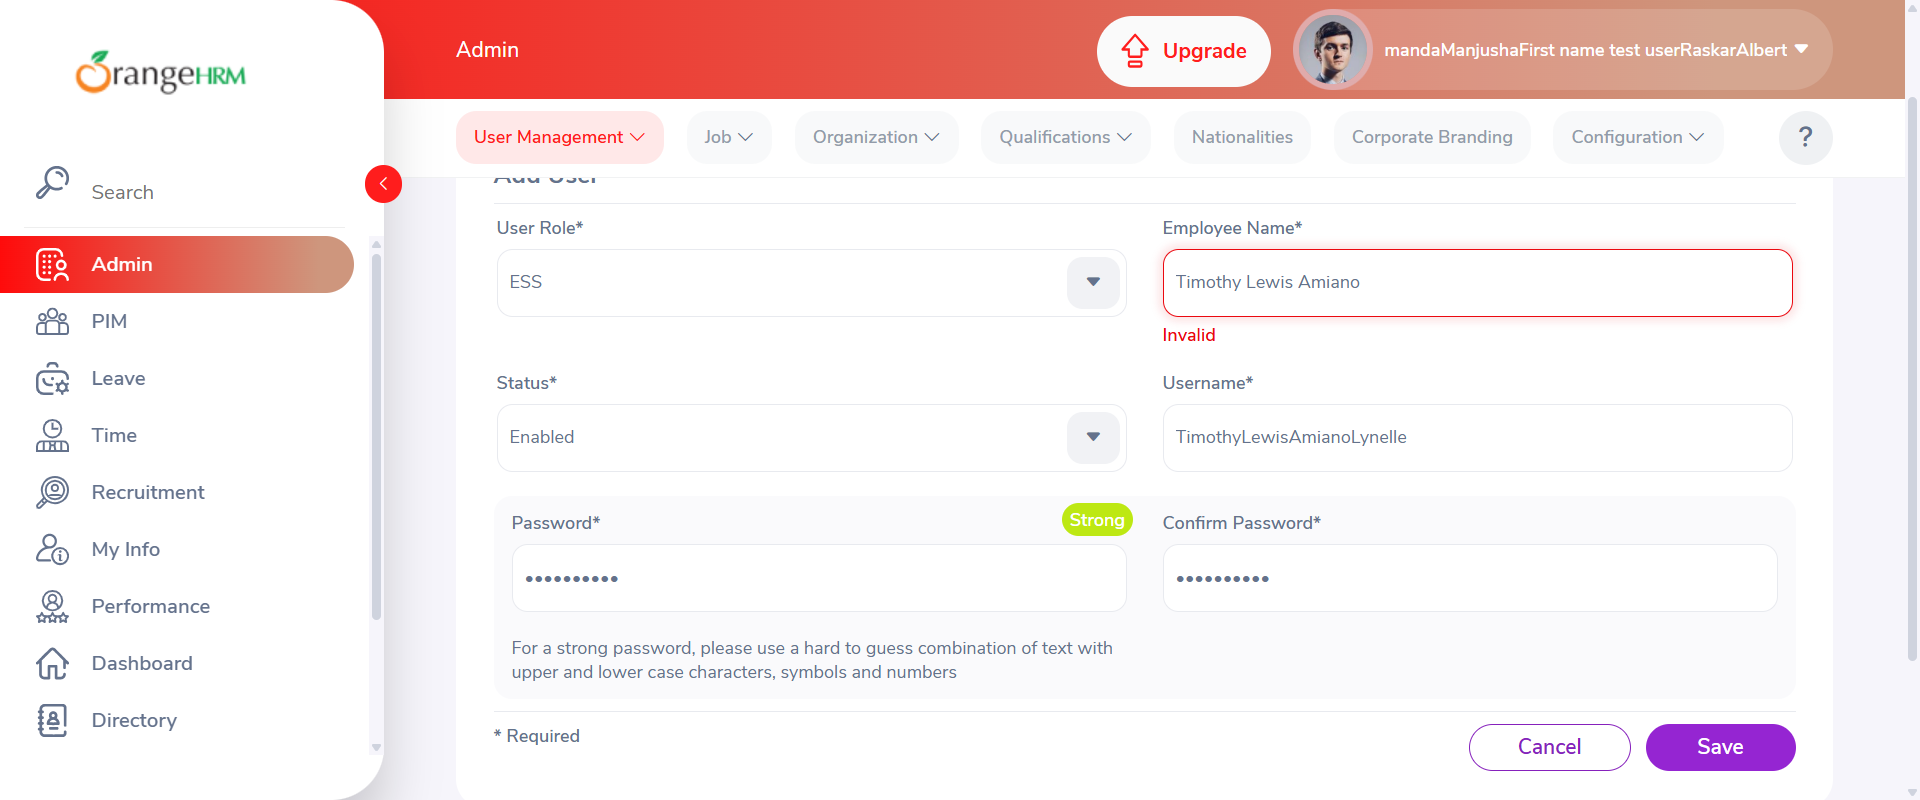 OrangeHRM
Admin
Upgrade
mandaManjushaFirst name test userRaskarAlbert
User Management
Job
Organization
Qualifications
Nationalities
Corporate Branding
Configuration
?
Search
Admin
PIM
Leave
Time
Recruitment
My Info
Performance
Dashboard
Directory
Add User
User Role*
ESS
Employee Name*
Timothy Lewis Amiano
Invalid
Status*
Enabled
Username*
TimothyLewisAmianoLynelle
Password*
Strong
Confirm Password*
For a strong password, please use a hard to guess combination of text with
upper and lower case characters, symbols and numbers
* Required
Cancel
Save